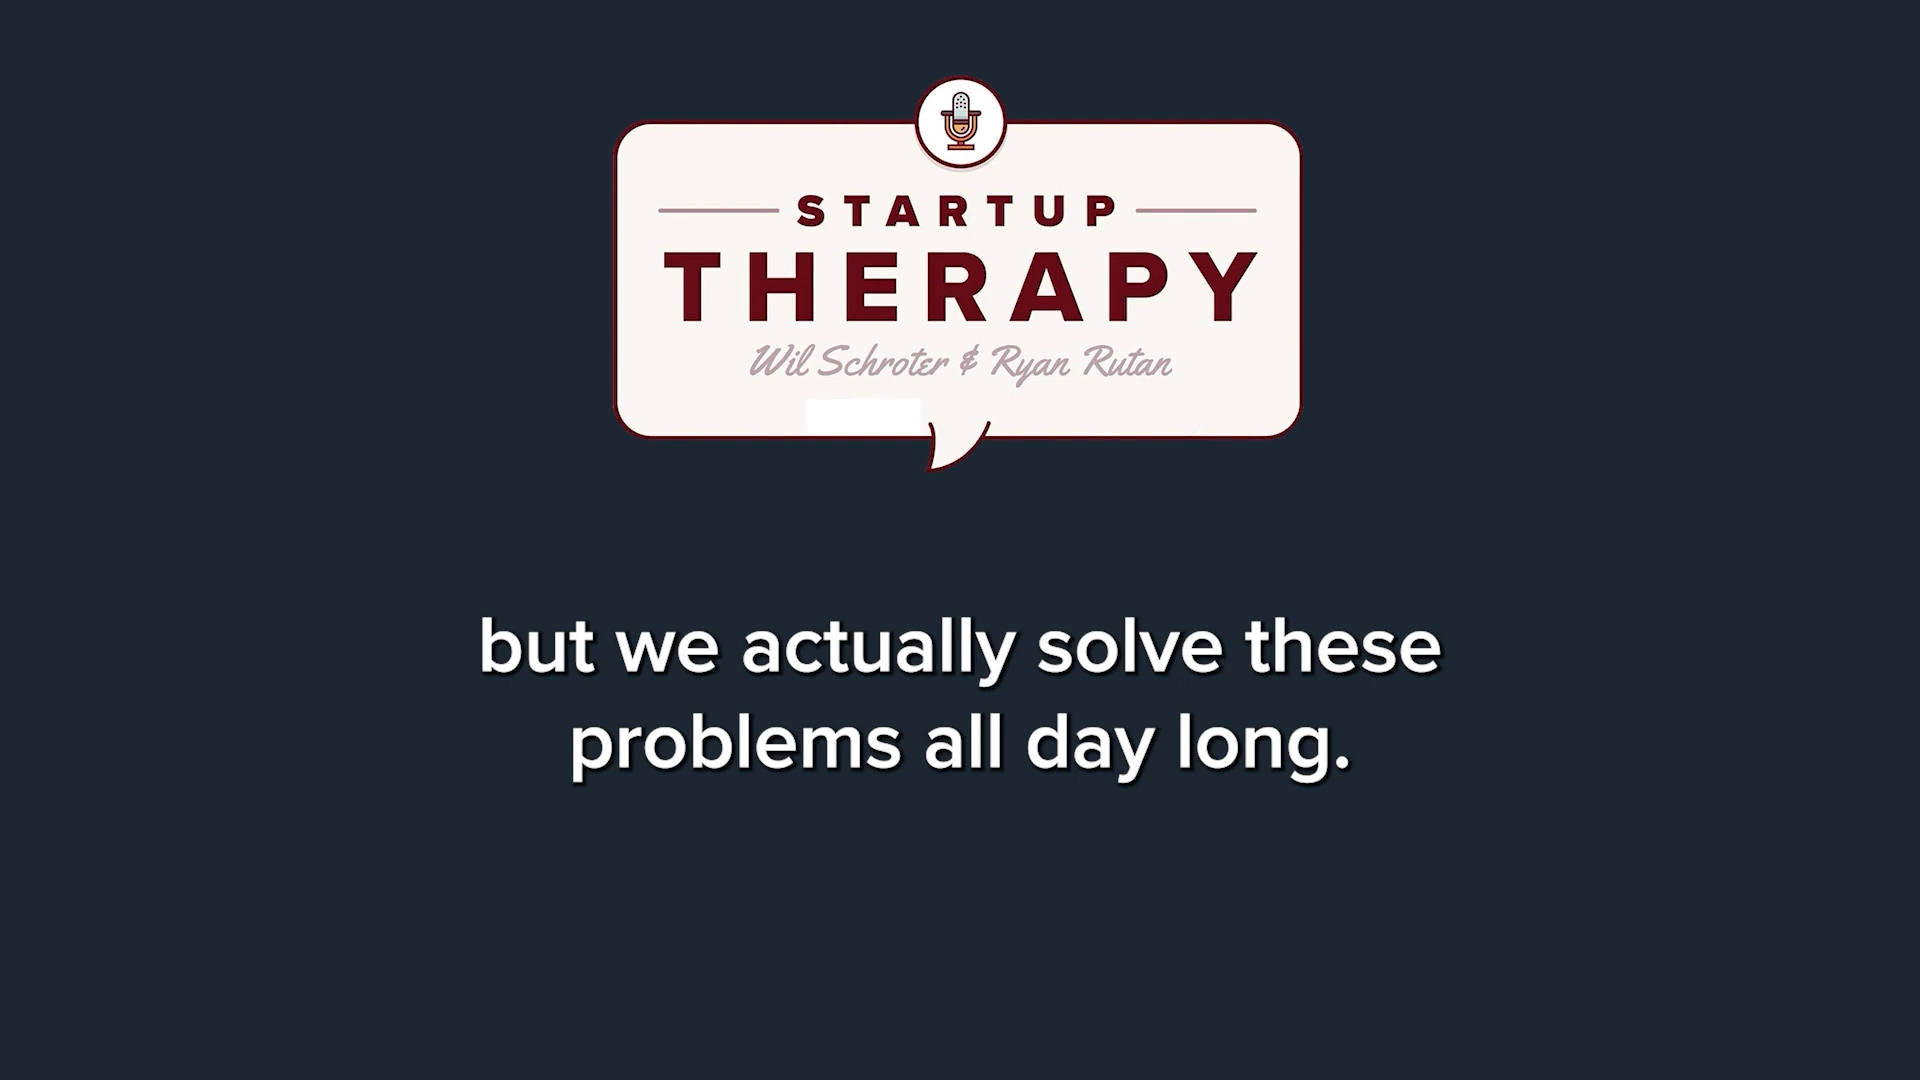 STARTUP
THERAPY
Wil Schroter & Ryan Rutan
but we actually solve these
problems all day long.